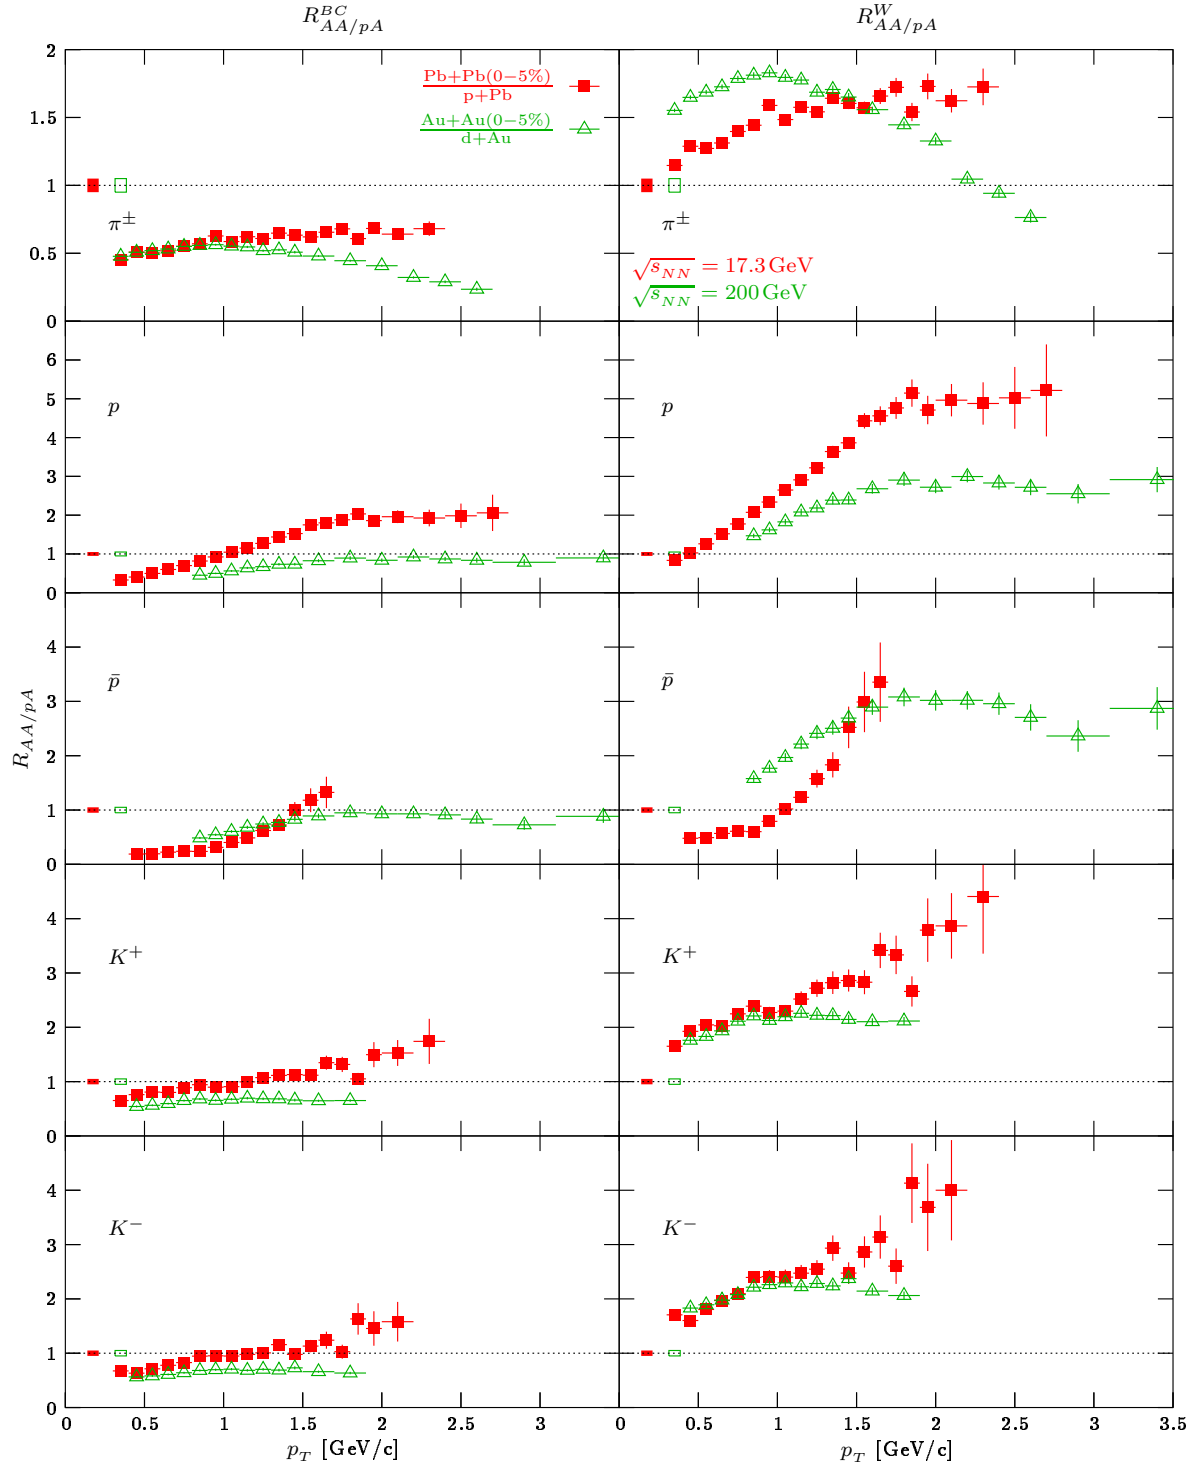 R_{AA/pA}^{BC} R_{AA/pA}^{W}
2
1.5
1
0.5
0
Pb+Pb(0−5%)
p+Pb
Au+Au(0−5%)
d+Au
π± π±
√s_{NN} = 17.3 GeV
√s_{NN} = 200 GeV
6
5
4
3
2
1
0
p p
4
3
2
1
0
p̄ p̄
R_{AA/pA}
4
3
2
1
0
K⁺ K⁺
4
3
2
1
0
K⁻ K⁻
0 0.5 1 1.5 2 2.5 3 0.5 1 1.5 2 2.5 3 3.5
p_T [GeV/c] p_T [GeV/c]